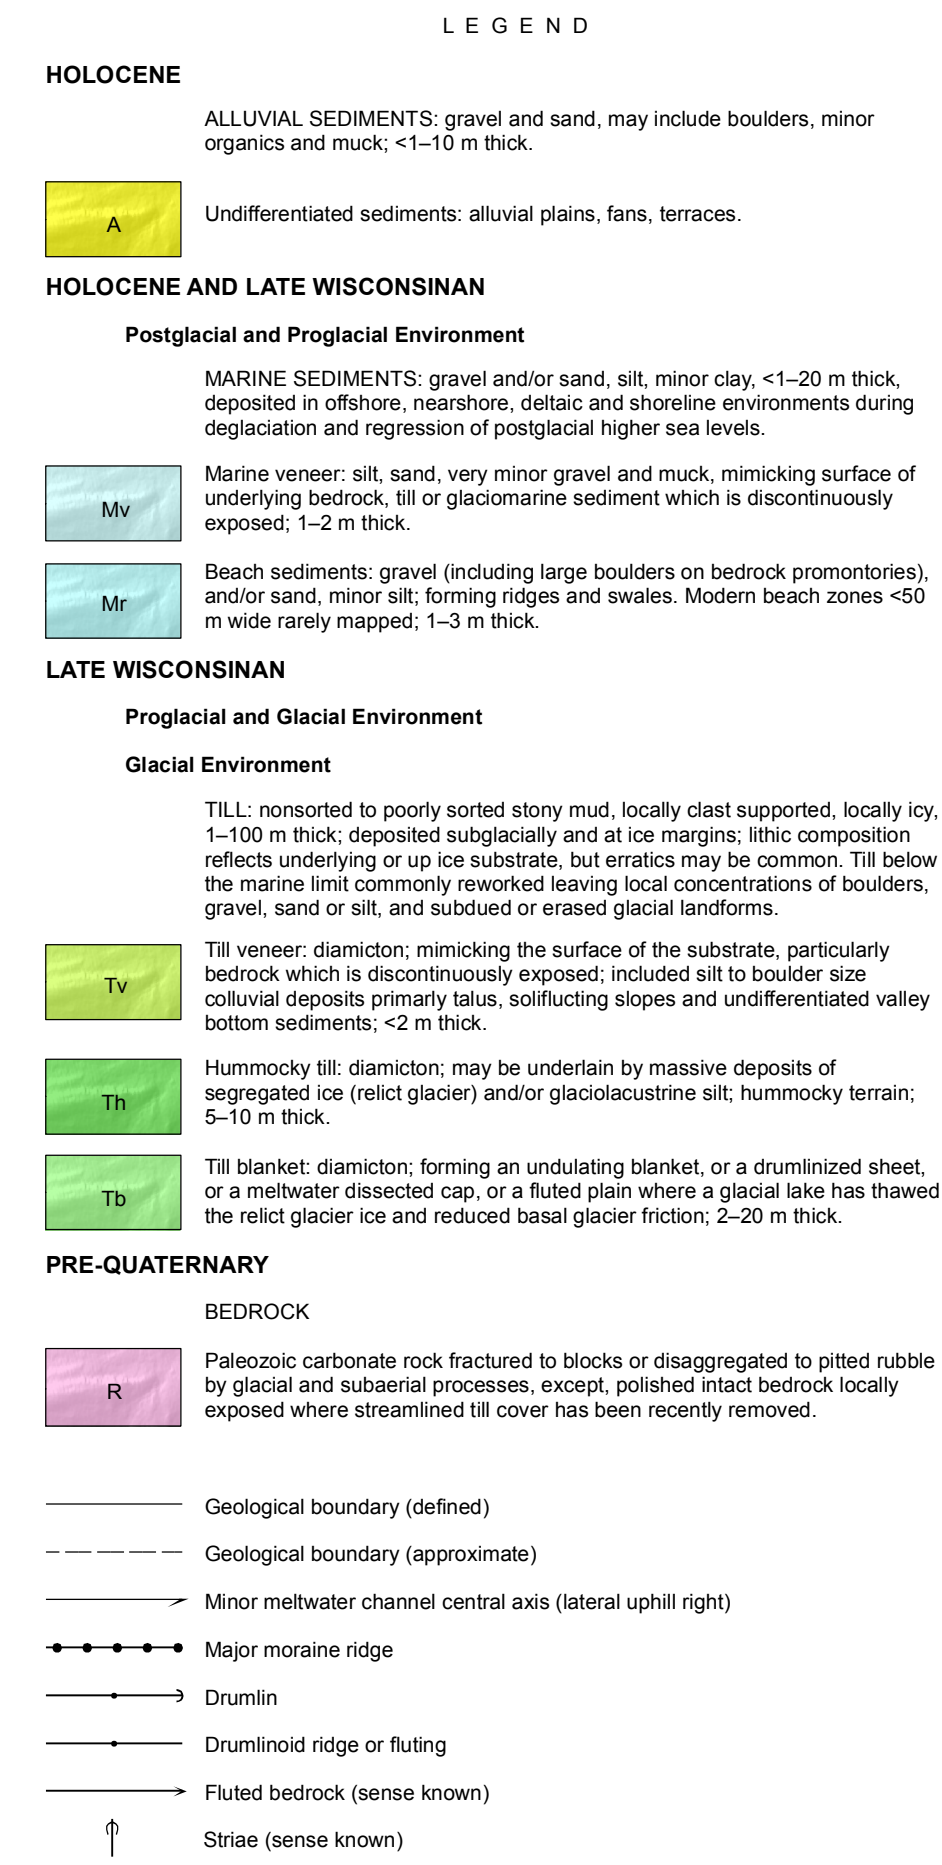 L E G E N D
HOLOCENE
ALLUVIAL SEDIMENTS: gravel and sand, may include boulders, minor
organics and muck; <1–10 m thick.
A
Undifferentiated sediments: alluvial plains, fans, terraces.
HOLOCENE AND LATE WISCONSINAN
Postglacial and Proglacial Environment
MARINE SEDIMENTS: gravel and/or sand, silt, minor clay, <1–20 m thick,
deposited in offshore, nearshore, deltaic and shoreline environments during
deglaciation and regression of postglacial higher sea levels.
Mv
Marine veneer: silt, sand, very minor gravel and muck, mimicking surface of
underlying bedrock, till or glaciomarine sediment which is discontinuously
exposed; 1–2 m thick.
Mr
Beach sediments: gravel (including large boulders on bedrock promontories),
and/or sand, minor silt; forming ridges and swales. Modern beach zones <50
m wide rarely mapped; 1–3 m thick.
LATE WISCONSINAN
Proglacial and Glacial Environment
Glacial Environment
TILL: nonsorted to poorly sorted stony mud, locally clast supported, locally icy,
1–100 m thick; deposited subglacially and at ice margins; lithic composition
reflects underlying or up ice substrate, but erratics may be common. Till below
the marine limit commonly reworked leaving local concentrations of boulders,
gravel, sand or silt, and subdued or erased glacial landforms.
Tv
Till veneer: diamicton; mimicking the surface of the substrate, particularly
bedrock which is discontinuously exposed; included silt to boulder size
colluvial deposits primarly talus, soliflucting slopes and undifferentiated valley
bottom sediments; <2 m thick.
Th
Hummocky till: diamicton; may be underlain by massive deposits of
segregated ice (relict glacier) and/or glaciolacustrine silt; hummocky terrain;
5–10 m thick.
Tb
Till blanket: diamicton; forming an undulating blanket, or a drumlinized sheet,
or a meltwater dissected cap, or a fluted plain where a glacial lake has thawed
the relict glacier ice and reduced basal glacier friction; 2–20 m thick.
PRE-QUATERNARY
BEDROCK
R
Paleozoic carbonate rock fractured to blocks or disaggregated to pitted rubble
by glacial and subaerial processes, except, polished intact bedrock locally
exposed where streamlined till cover has been recently removed.
Geological boundary (defined)
Geological boundary (approximate)
Minor meltwater channel central axis (lateral uphill right)
Major moraine ridge
Drumlin
Drumlinoid ridge or fluting
Fluted bedrock (sense known)
Striae (sense known)